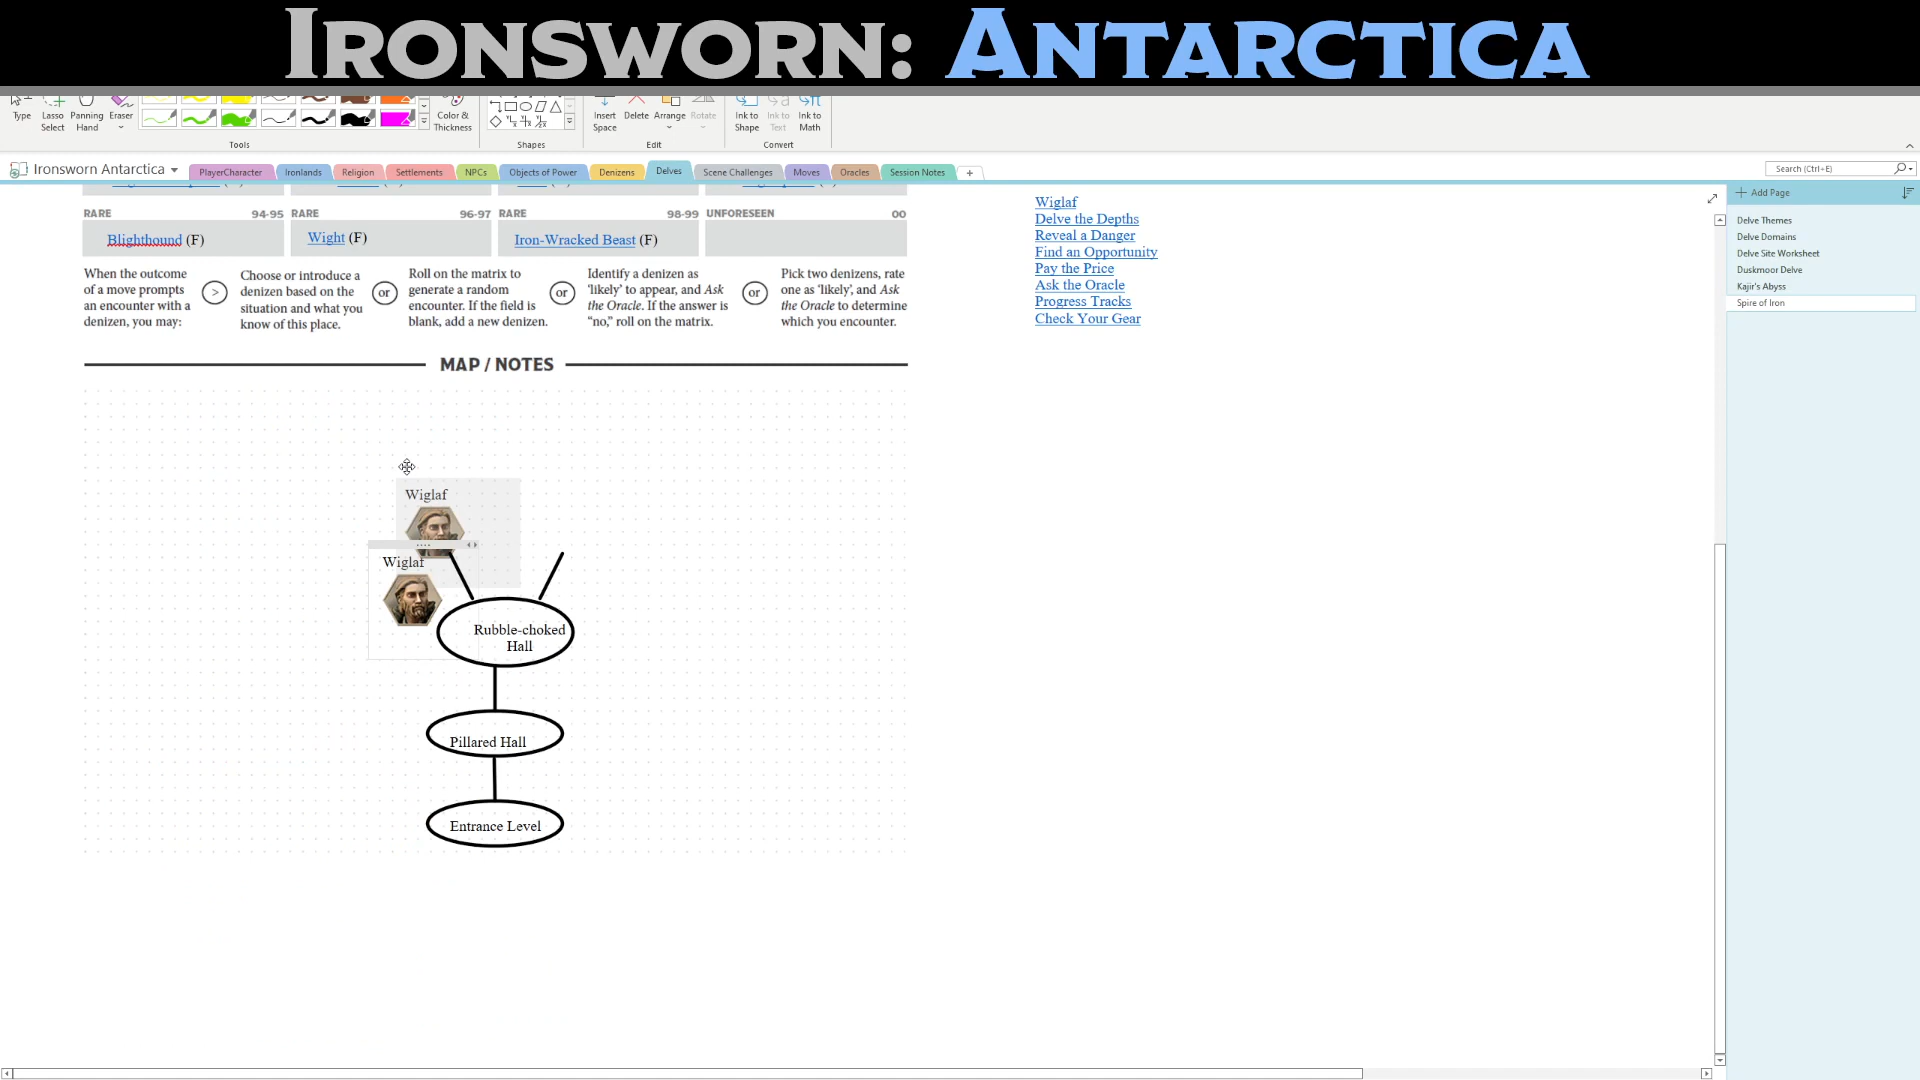 IRONSWORN: ANTARCTICA
Type
Lasso
Select
Panning
Hand
Eraser
Color &
Thickness
Insert
Space
Delete
Arrange
Rotate
Ink to
Shape
Ink to
Text
Ink to
Math
Tools
Shapes
Edit
Convert
Ironsworn Antarctica
PlayerCharacter
Ironlands
Religion
Settlements
NPCs
Objects of Power
Denizens
Delves
Scene Challenges
Moves
Oracles
Session Notes
Search (Ctrl+E)
RARE 94-95 RARE 96-97 RARE 98-99 UNFORESEEN 00
Blighthound (F)
Wight (F)
Iron-Wracked Beast (F)
When the outcome
of a move prompts
an encounter with a
denizen, you may:
>
Choose or introduce a
denizen based on the
situation and what you
know of this place.
or
Roll on the matrix to
generate a random
encounter. If the field is
blank, add a new denizen.
or
Identify a denizen as
'likely' to appear, and Ask
the Oracle. If the answer is
"no," roll on the matrix.
or
Pick two denizens, rate
one as 'likely', and Ask
the Oracle to determine
which you encounter.
MAP / NOTES
Wiglaf
Wiglaf
Rubble-choked
Hall
Pillared Hall
Entrance Level
Wiglaf
Delve the Depths
Reveal a Danger
Find an Opportunity
Pay the Price
Ask the Oracle
Progress Tracks
Check Your Gear
Add Page
Delve Themes
Delve Domains
Delve Site Worksheet
Duskmoor Delve
Kajir's Abyss
Spire of Iron